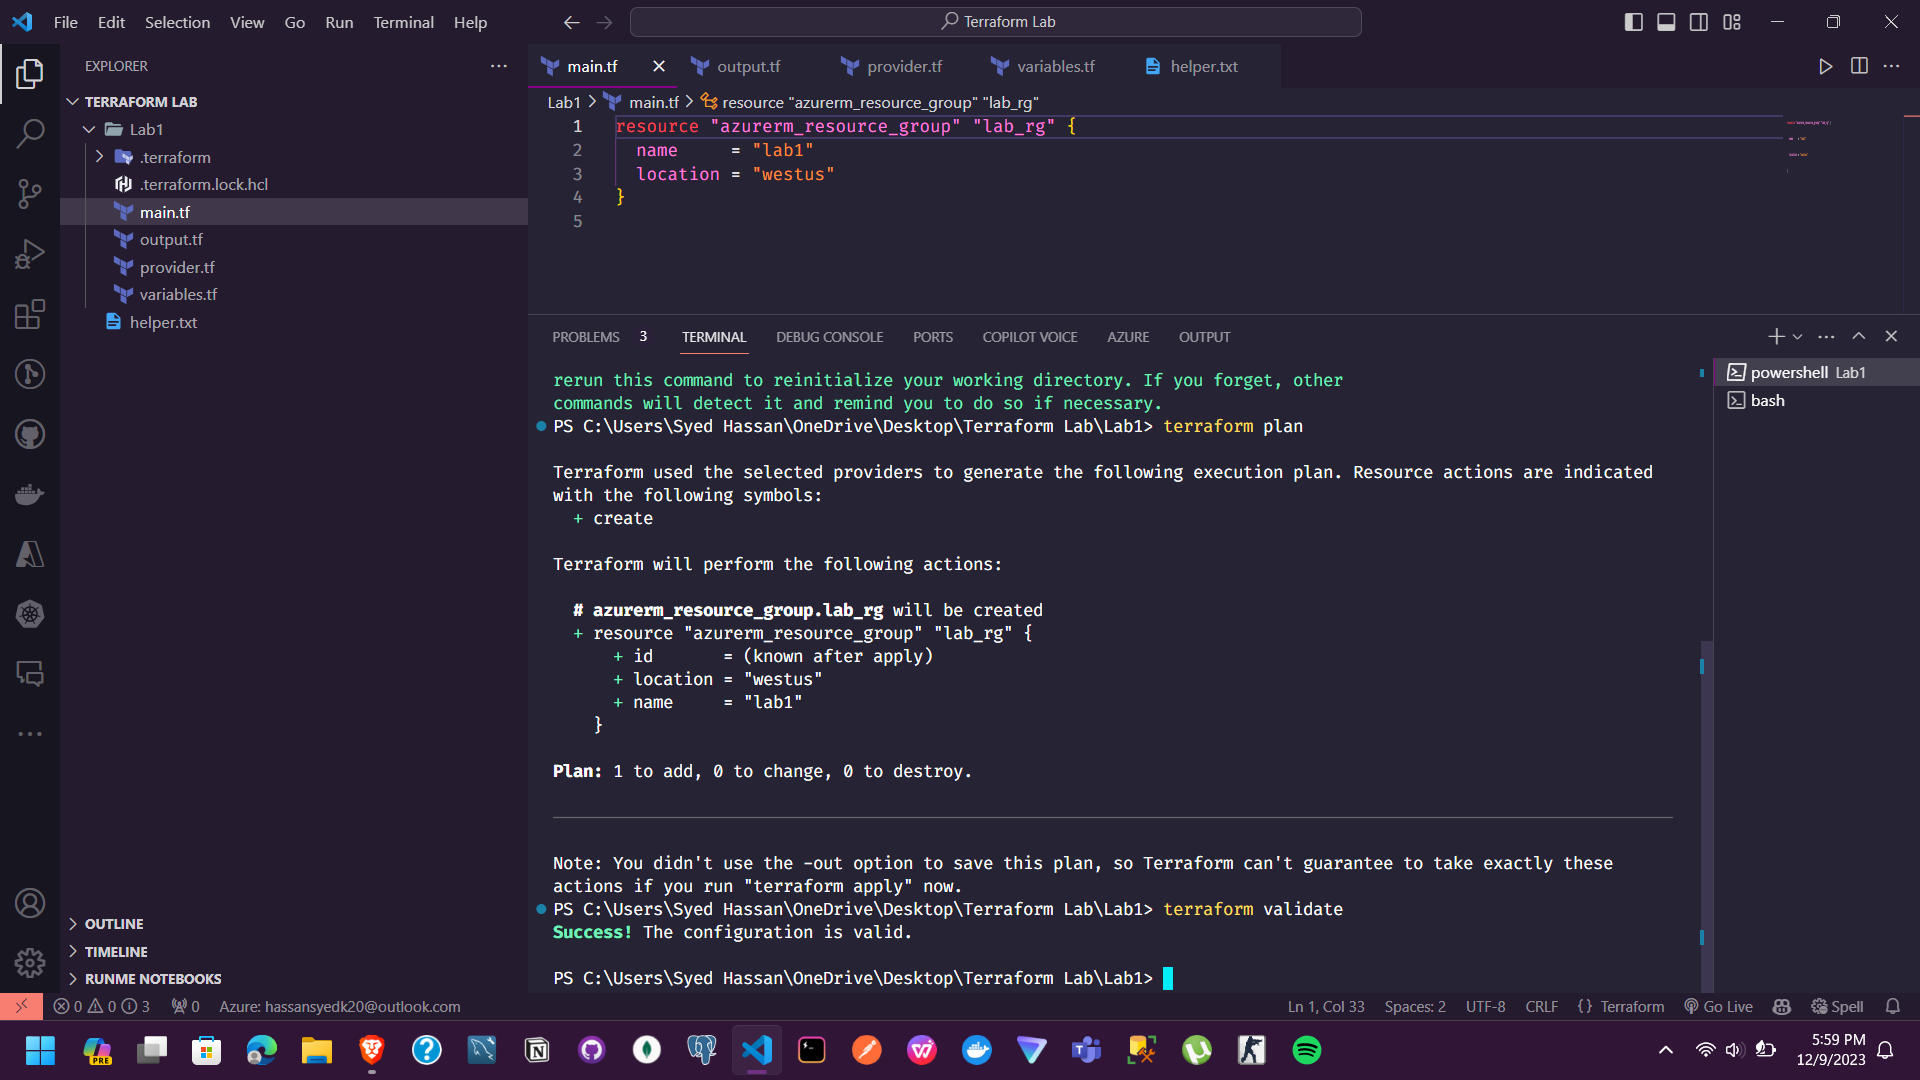 File Edit Selection View Go Run Terminal Help
Terraform Lab
EXPLORER
TERRAFORM LAB
Lab1
.terraform
.terraform.lock.hcl
main.tf
output.tf
provider.tf
variables.tf
helper.txt
OUTLINE
TIMELINE
RUNME NOTEBOOKS
main.tf output.tf provider.tf variables.tf helper.txt
Lab1 > main.tf > resource "azurerm_resource_group" "lab_rg"
1 resource "azurerm_resource_group" "lab_rg" {
2 name = "lab1"
3 location = "westus"
4 }
5
PROBLEMS 3 TERMINAL DEBUG CONSOLE PORTS COPILOT VOICE AZURE OUTPUT
powershell Lab1
bash
rerun this command to reinitialize your working directory. If you forget, other
commands will detect it and remind you to do so if necessary.
PS C:\Users\Syed Hassan\OneDrive\Desktop\Terraform Lab\Lab1> terraform plan
Terraform used the selected providers to generate the following execution plan. Resource actions are indicated
with the following symbols:
+ create
Terraform will perform the following actions:
# azurerm_resource_group.lab_rg will be created
+ resource "azurerm_resource_group" "lab_rg" {
+ id = (known after apply)
+ location = "westus"
+ name = "lab1"
}
Plan: 1 to add, 0 to change, 0 to destroy.
Note: You didn't use the -out option to save this plan, so Terraform can't guarantee to take exactly these
actions if you run "terraform apply" now.
PS C:\Users\Syed Hassan\OneDrive\Desktop\Terraform Lab\Lab1> terraform validate
Success! The configuration is valid.
PS C:\Users\Syed Hassan\OneDrive\Desktop\Terraform Lab\Lab1>
0 0 3 0 Azure: hassansyedk20@outlook.com Ln 1, Col 33 Spaces: 2 UTF-8 CRLF {} Terraform Go Live Spell
PRE
5:59 PM
12/9/2023